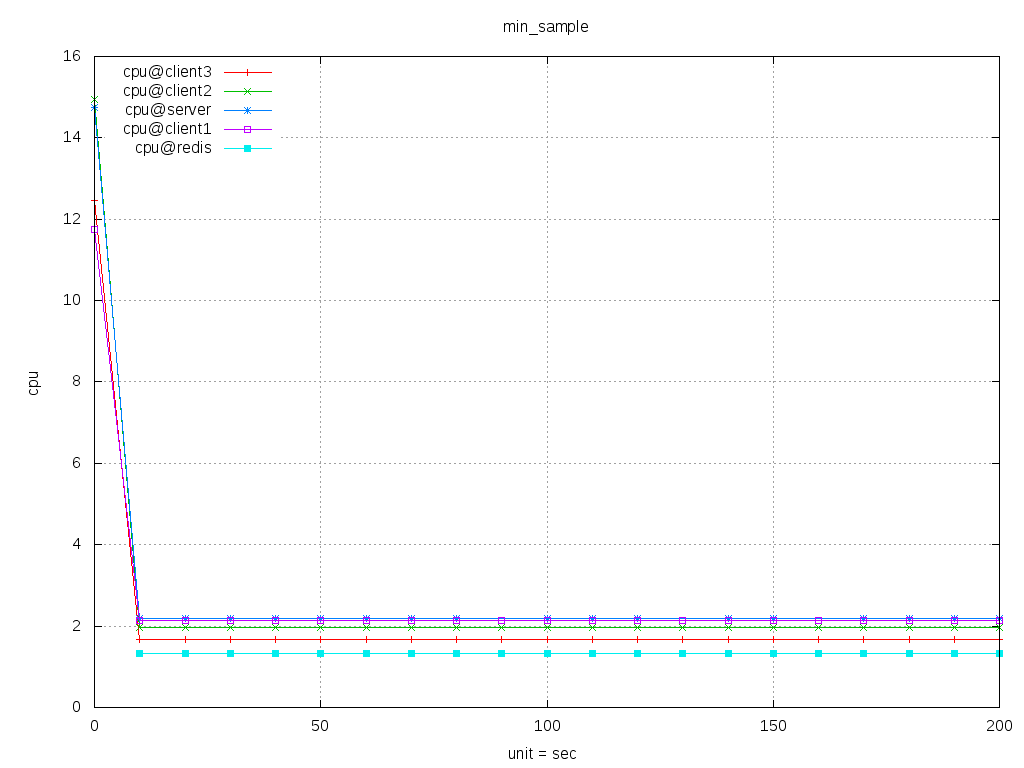 min_sample
16
14
12
10
8
6
4
2
0
cpu
cpu@client3
cpu@client2
cpu@server
cpu@client1
cpu@redis
0 50 100 150 200
unit = sec